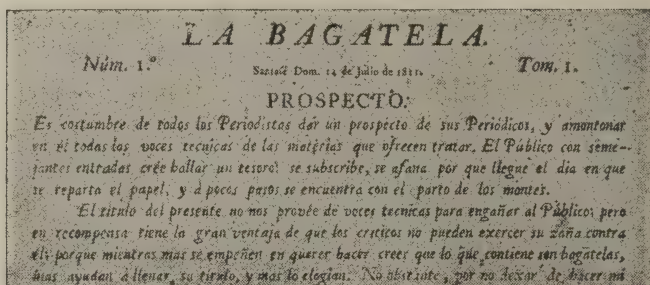 LA BAGATELA.
Núm. 1.º
Santafé Dom. 14 de Julio de 1811.
Tom. 1.
PROSPECTO.
Es costumbre de todos los Periodistas dar un prospecto de sus Periódicos, y amontonar
en él todas las voces tecnicas de las materias que ofrecen tratar. El Público con seme-
jantes entradas crée hallar un tesoro: se subscribe, se afana por que llegue el dia en que
se reparta el papel, y á pocos pasos se encuentra con el parto de los montes.
El titulo del presente no nos provée de voces tecnicas para engañar al Público; pero
en recompensa tiene la gran ventaja de que los criticos no pueden exercer su zaña contra
él; porque mientras mas se empeñen en querer hacer creer que lo que contiene son bagatelas,
mas ayudan á llenar su titulo, y mas lo elogian. No obstante, por no dexar de hacer mi